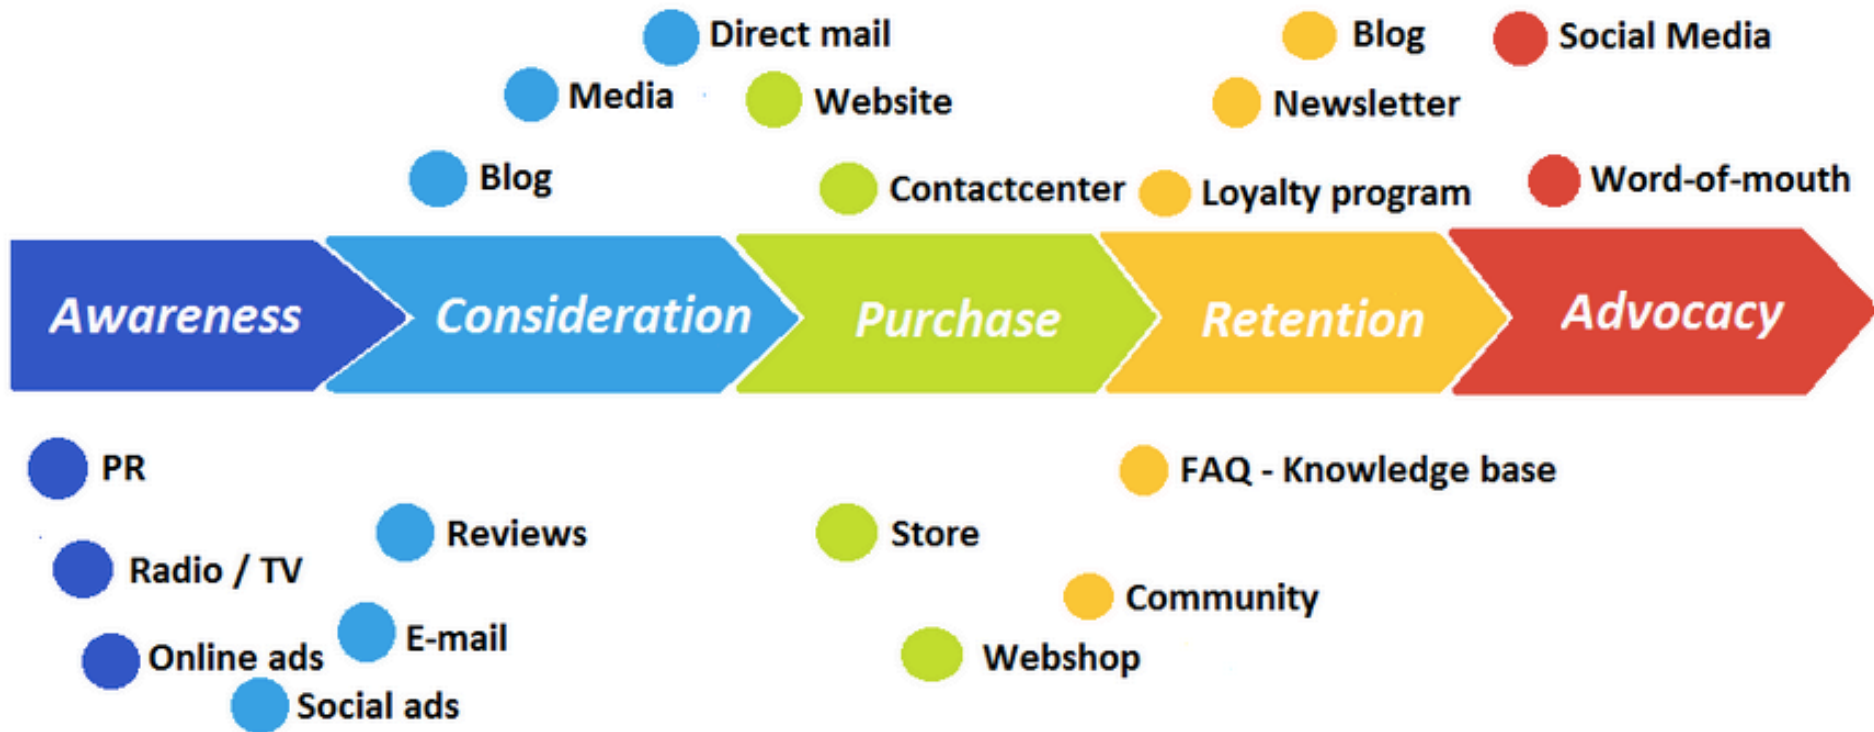 Direct mail
Blog
Social Media
Media
Website
Newsletter
Blog
Contactcenter
Loyalty program
Word-of-mouth
Awareness
Consideration
Purchase
Retention
Advocacy
PR
FAQ - Knowledge base
Reviews
Store
Radio / TV
Community
E-mail
Online ads
Webshop
Social ads